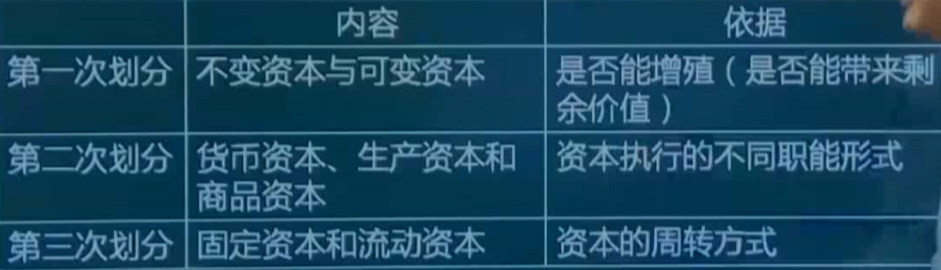 内容 依据
第一次划分 不变资本与可变资本 是否能增殖（是否能带来剩
余价值）
第二次划分 货币资本、生产资本和 资本执行的不同职能形式
商品资本
第三次划分 固定资本和流动资本 资本的周转方式